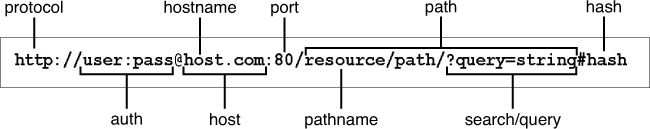 protocol hostname port path hash
http://user:pass@host.com:80/resource/path/?query=string#hash
auth host pathname search/query